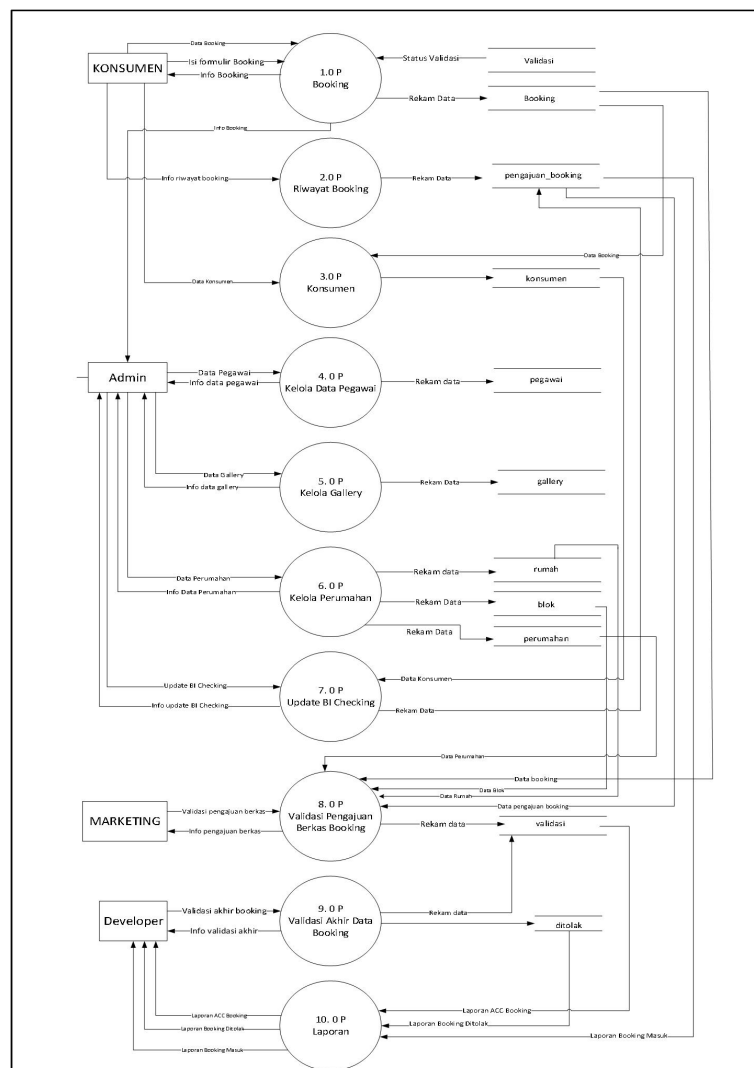 Data Booking
KONSUMEN
Isi formulir Booking
Info Booking
1.0 P
Booking
Status Validasi
Validasi
Rekam Data
Booking
Info Booking
Info riwayat booking
2.0 P
Riwayat Booking
Rekam Data
pengajuan_booking
Data Booking
Data Konsumen
3.0 P
Konsumen
konsumen
Admin
Data Pegawai
Info data pegawai
4. 0 P
Kelola Data Pegawai
Rekam data
pegawai
Data Gallery
Info data gallery
5. 0 P
Kelola Gallery
Rekam Data
gallery
Data Perumahan
Info Data Perumahan
6. 0 P
Kelola Perumahan
Rekam data
rumah
Rekam Data
blok
Rekam Data
perumahan
Update BI Checking
Info update BI Checking
7. 0 P
Update BI Checking
Data Konsumen
Rekam Data
Data Perumahan
Data booking
Data Blok
Data Rumah
Data pengajuan booking
MARKETING
Validasi pengajuan berkas
Info pengajuan berkas
8. 0 P
Validasi Pengajuan
Berkas Booking
Rekam data
validasi
Developer
Validasi akhir booking
Info validasi akhir
9. 0 P
Validasi Akhir Data
Booking
Rekam data
ditolak
Laporan ACC Booking
Laporan Booking Ditolak
Laporan Booking Masuk
10. 0 P
Laporan
Laporan ACC Booking
Laporan Booking Ditolak
Laporan Booking Masuk